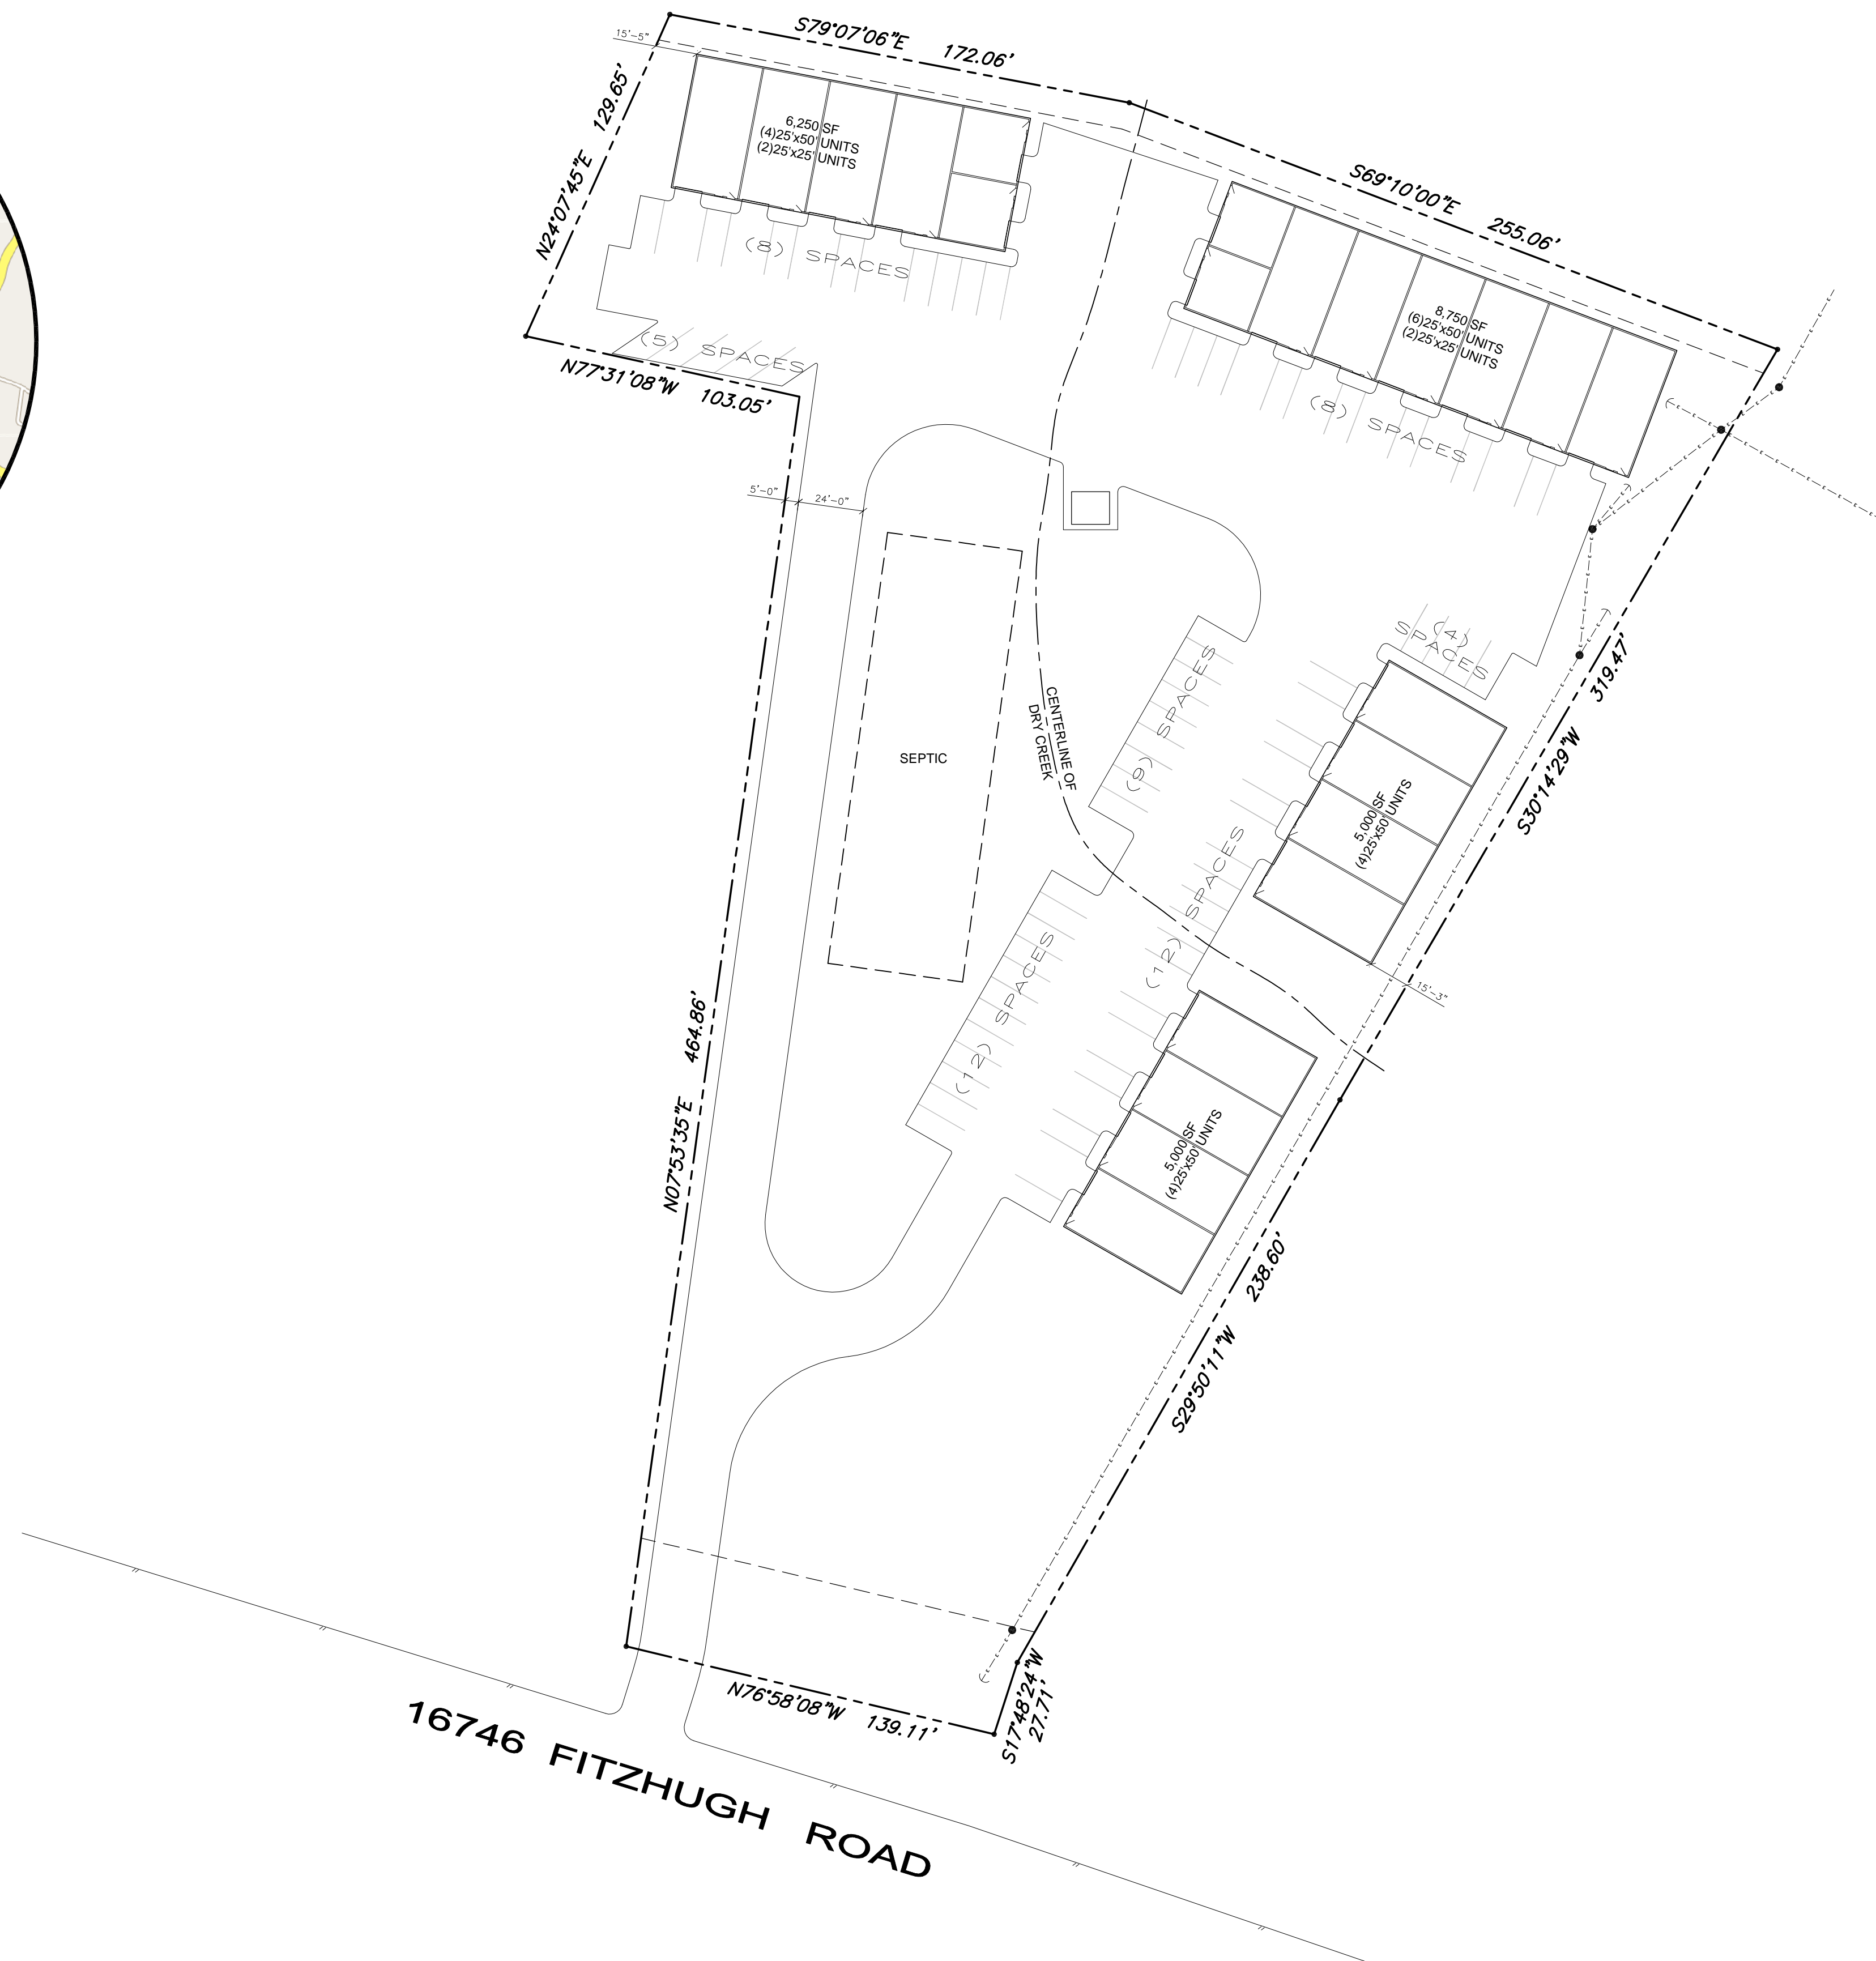 S79°07'06"E 172.06'
15'-5"
N24°07'45"E 129.65'
6,250 SF
(4)25'x50' UNITS
(2)25'x25' UNITS
(8) SPACES
S69°10'00"E 255.06'
8,750 SF
(6)25'x50' UNITS
(2)25'x25' UNITS
(8) SPACES
(5) SPACES
N77°31'08"W 103.05'
5'-0"
24'-0"
(4)
SPACES
(9) SPACES
S30°14'29"W 319.47'
CENTERLINE OF
DRY CREEK
SEPTIC
5,000 SF
(4)25'x50' UNITS
(12) SPACES
(12) SPACES
15'-3"
N07°53'35"E 464.86'
5,000 SF
(4)25'x50' UNITS
S29°50'11"W 238.60'
N76°58'08"W 139.11'
S17°48'24"W
27.71'
16746 FITZHUGH ROAD